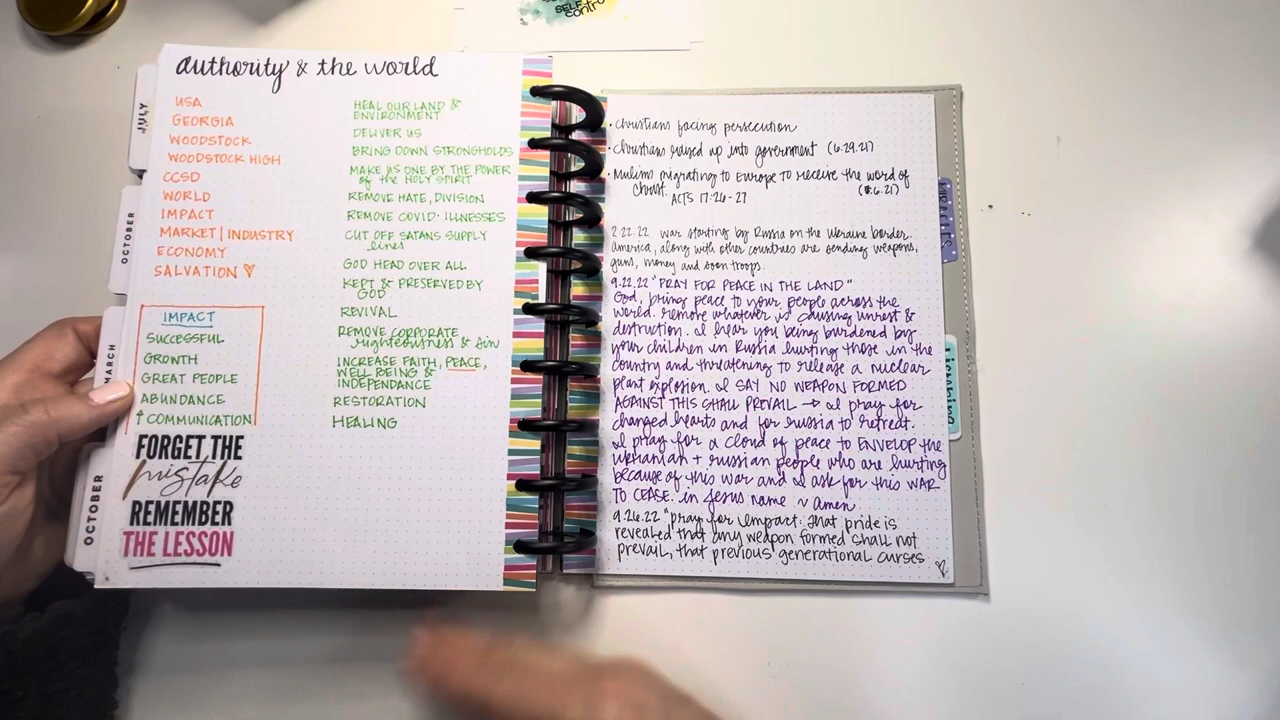 SELF-contro
JULY
OCTOBER
MARCH
OCTOBER
authority & the world
USA
GEORGIA
WOODSTOCK
WOODSTOCK HIGH
CCSD
WORLD
IMPACT
MARKET | INDUSTRY
ECONOMY
SALVATION ♡
IMPACT
SUCCESSFUL
GROWTH
GREAT PEOPLE
ABUNDANCE
↑ COMMUNICATION
FORGET THE
mistake
REMEMBER
THE LESSON
HEAL OUR LAND &
ENVIRONMENT
DELIVER US
BRING DOWN STRONGHOLDS
MAKE US ONE BY THE POWER
of the HOLY SPIRIT
REMOVE HATE, DIVISION
REMOVE COVID· ILLNESSES
CUT OFF SATANS SUPPLY
lines
GOD HEAD OVER ALL
KEPT & PRESERVED BY
GOD
REVIVAL
REMOVE CORPORATE
righteousness & sin
INCREASE FAITH, PEACE,
WELL BEING &
INDEPENDANCE
RESTORATION
HEALING
· Christians facing persecution
· Christians raised up into government (6.29.21)
· Mulims migrating to Europe to receive the word of
Christ. (8.6.21)
ACTS 17:26-27
2.22.22 war starting by Russia on the Ukraine border.
america, along with other countries are sending weapons,
guns, money and soon troops.
9.22.22 "PRAY FOR PEACE IN THE LAND"
God, bring peace to your people across the
world. remove whatever is causing unrest &
destruction. I hear you being burdened by
your children in Russia hurting those in the
country and threatening to release a nuclear
plant explosion. I SAY NO WEAPON FORMED
AGAINST THIS SHALL PREVAIL → I pray for
changed hearts and for russia to retreat.
I pray for a cloud of peace to ENVELOP the
Ukranian + russian people who are hurting
because of this war and I ask for this WAR
TO CEASE. in Jesus name ~ amen
9.26.22 "pray for Impact. That pride is
revealed that any weapon formed shall not
prevail, that previous generational curses